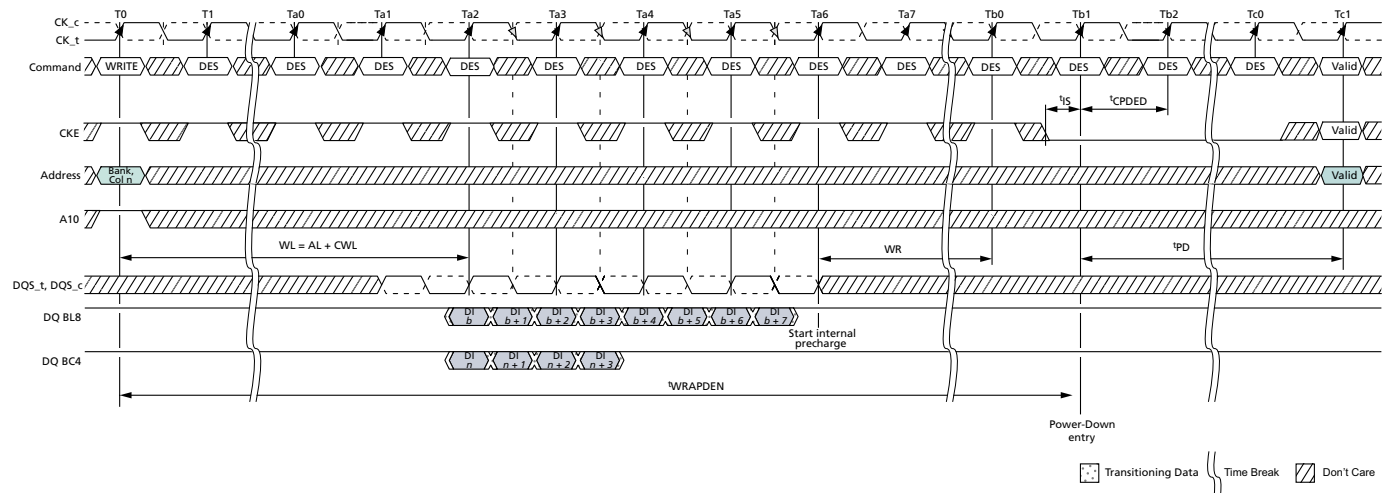 T0 T1 Ta0 Ta1 Ta2 Ta3 Ta4 Ta5 Ta6 Ta7 Tb0 Tb1 Tb2 Tc0 Tc1
CK_c
CK_t
Command WRITE DES DES DES DES DES DES DES DES DES DES DES DES DES Valid
tIS tCPDED
CKE Valid
Address Bank, Col n Valid
A10
WL = AL + CWL WR tPD
DQS_t, DQS_c
DQ BL8 DI b DI b + 1 DI b + 2 DI b + 3 DI b + 4 DI b + 5 DI b + 6 DI b + 7
Start internal
precharge
DQ BC4 DI n DI n + 1 DI n + 2 DI n + 3
tWRAPDEN
Power-Down
entry
Transitioning Data Time Break Don't Care